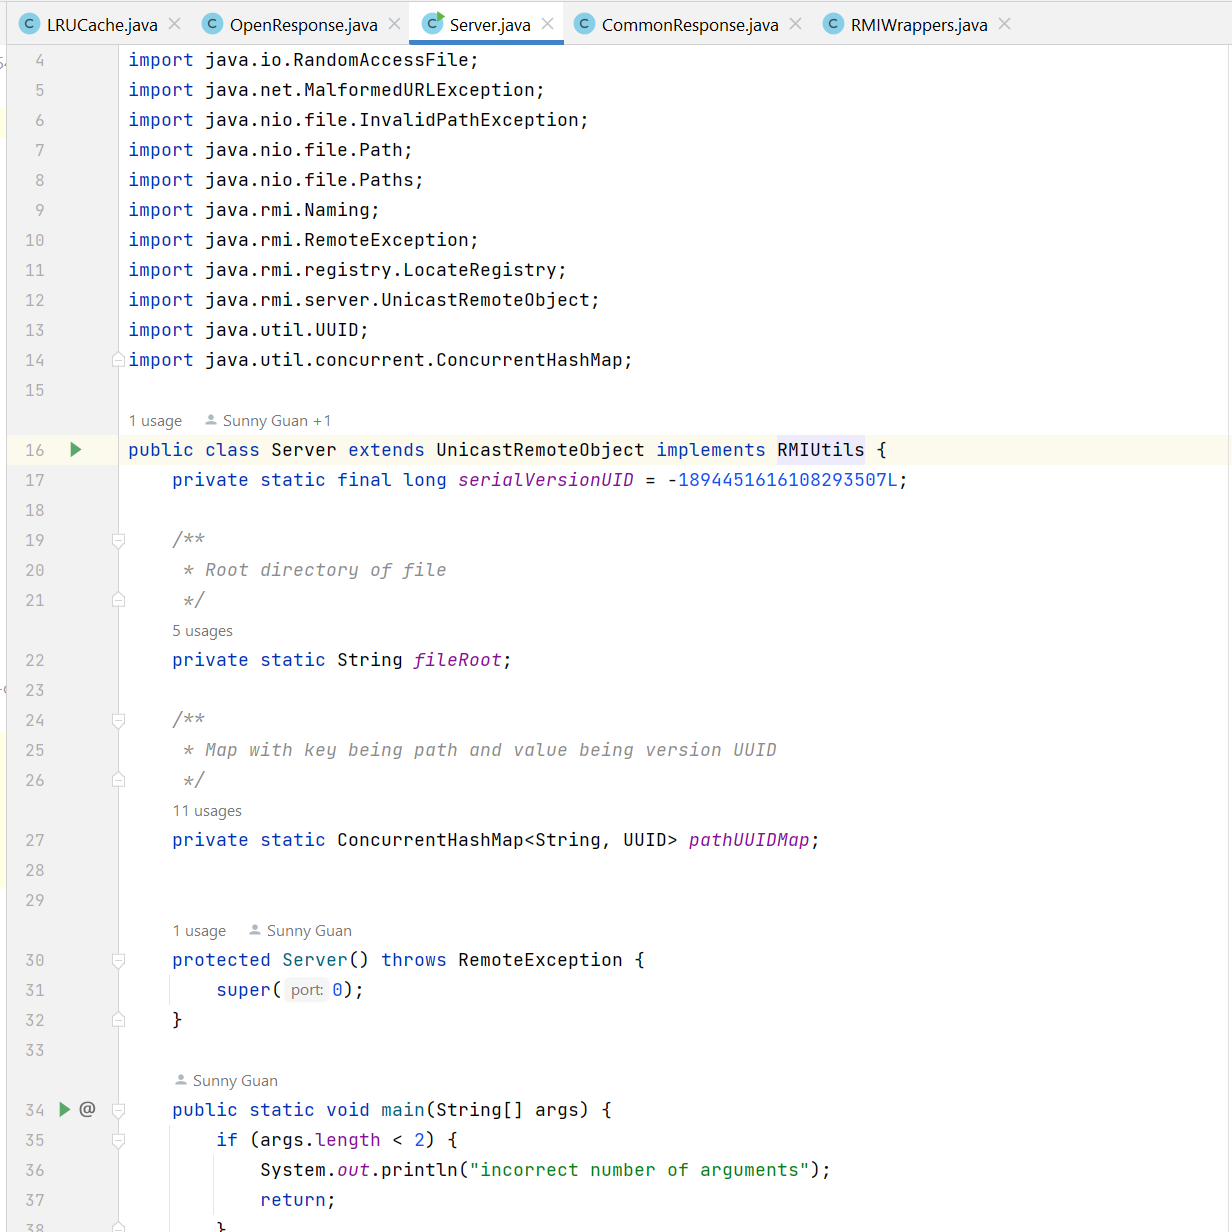 LRUCache.java OpenResponse.java Server.java CommonResponse.java RMIWrappers.java
4 import java.io.RandomAccessFile;
5 import java.net.MalformedURLException;
6 import java.nio.file.InvalidPathException;
7 import java.nio.file.Path;
8 import java.nio.file.Paths;
9 import java.rmi.Naming;
10 import java.rmi.RemoteException;
11 import java.rmi.registry.LocateRegistry;
12 import java.rmi.server.UnicastRemoteObject;
13 import java.util.UUID;
14 import java.util.concurrent.ConcurrentHashMap;
15
1 usage Sunny Guan +1
16 public class Server extends UnicastRemoteObject implements RMIUtils {
17 private static final long serialVersionUID = -1894451616108293507L;
18
19 /**
20 * Root directory of file
21 */
5 usages
22 private static String fileRoot;
23
24 /**
25 * Map with key being path and value being version UUID
26 */
11 usages
27 private static ConcurrentHashMap<String, UUID> pathUUIDMap;
28
29
1 usage Sunny Guan
30 protected Server() throws RemoteException {
31 super( port: 0);
32 }
33
Sunny Guan
34 @ public static void main(String[] args) {
35 if (args.length < 2) {
36 System.out.println("incorrect number of arguments");
37 return;
38 }